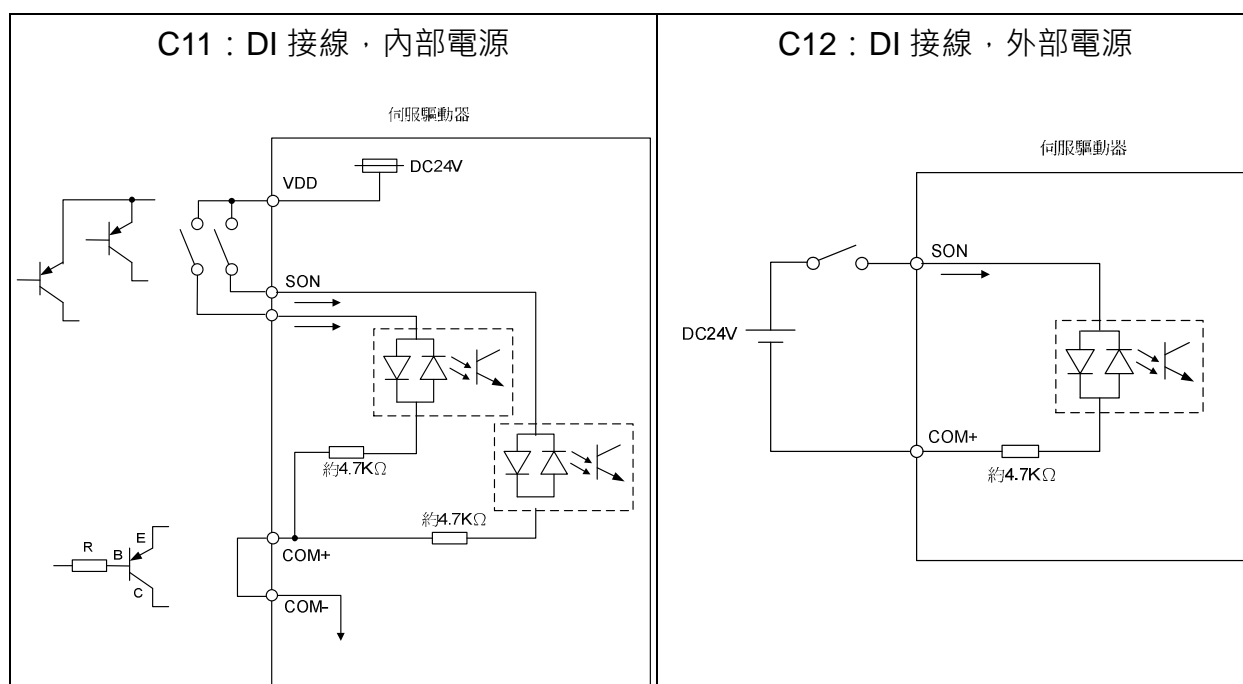 C11：DI 接線，內部電源
伺服驅動器
DC24V
VDD
SON
約4.7KΩ
約4.7KΩ
COM+
COM-
R
B
E
C
C12：DI 接線，外部電源
伺服驅動器
SON
DC24V
COM+
約4.7KΩ